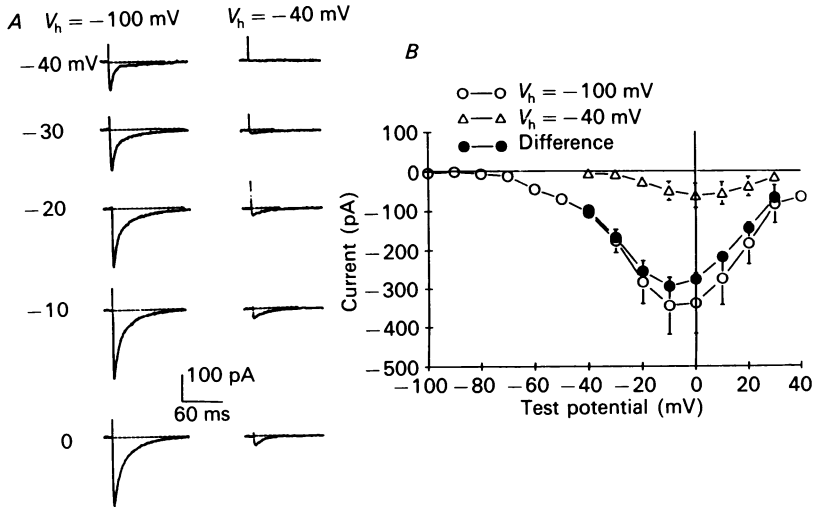 A V_h = −100 mV V_h = −40 mV
−40 mV
−30
−20
−10
100 pA
60 ms
0
B
V_h = −100 mV
V_h = −40 mV
Difference
100
0
−100
−200
−300
−400
−500
Current (pA)
−100 −80 −60 −40 −20 0 20 40
Test potential (mV)